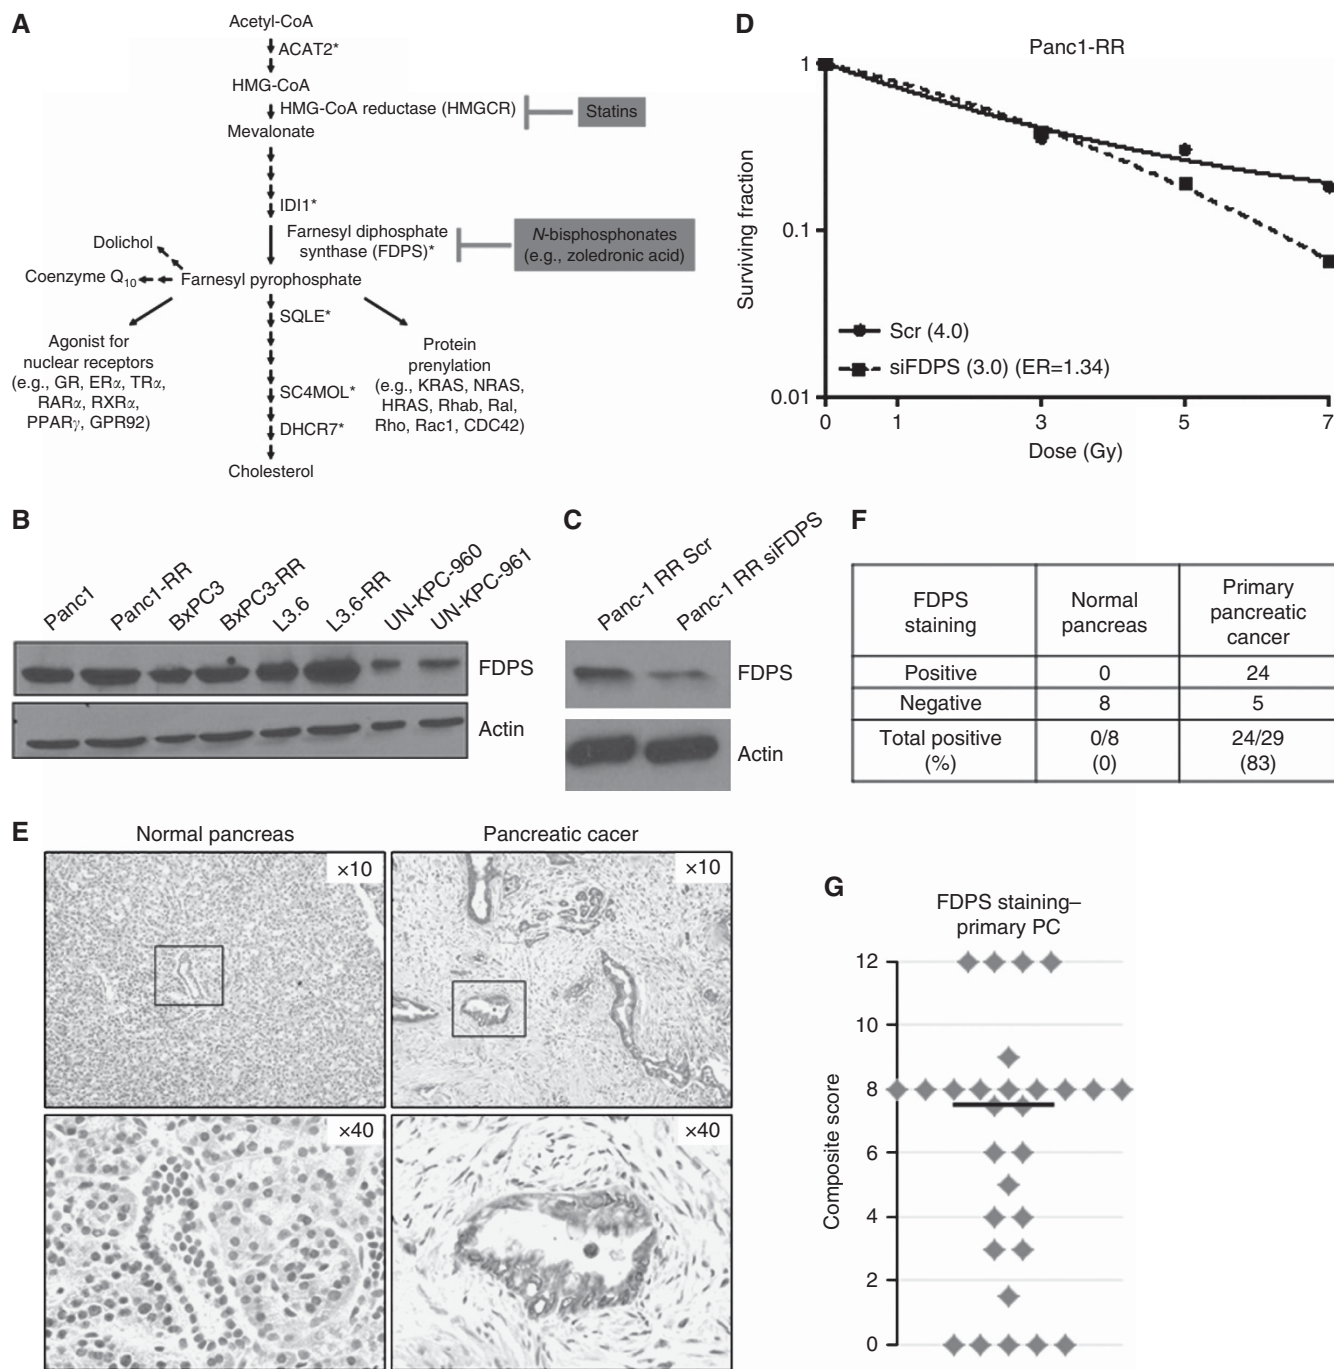 A
Acetyl-CoA
ACAT2*
HMG-CoA
HMG-CoA reductase (HMGCR)
Statins
Mevalonate
IDI1*
Farnesyl diphosphate
synthase (FDPS)*
N-bisphosphonates
(e.g., zoledronic acid)
Dolichol
Coenzyme Q10
Farnesyl pyrophosphate
SQLE*
Agonist for
nuclear receptors
(e.g., GR, ERα, TRα,
RARα, RXRα,
PPARγ, GPR92)
Protein
prenylation
(e.g., KRAS, NRAS,
HRAS, Rhab, Ral,
Rho, Rac1, CDC42)
SC4MOL*
DHCR7*
Cholesterol
D
Panc1-RR
Surviving fraction
1
0.1
0.01
Scr (4.0)
siFDPS (3.0) (ER=1.34)
0 1 3 5 7
Dose (Gy)
B
Panc1
Panc1-RR
BxPC3
BxPC3-RR
L3.6
L3.6-RR
UN-KPC-960
UN-KPC-961
FDPS
Actin
C
Panc-1 RR Scr
Panc-1 RR siFDPS
FDPS
Actin
F
FDPS staining Normal pancreas Primary pancreatic cancer
Positive 0 24
Negative 8 5
Total positive (%) 0/8 (0) 24/29 (83)
E
Normal pancreas
Pancreatic cacer
×10
×10
×40
×40
G
FDPS staining–
primary PC
Composite score
12
10
8
6
4
2
0